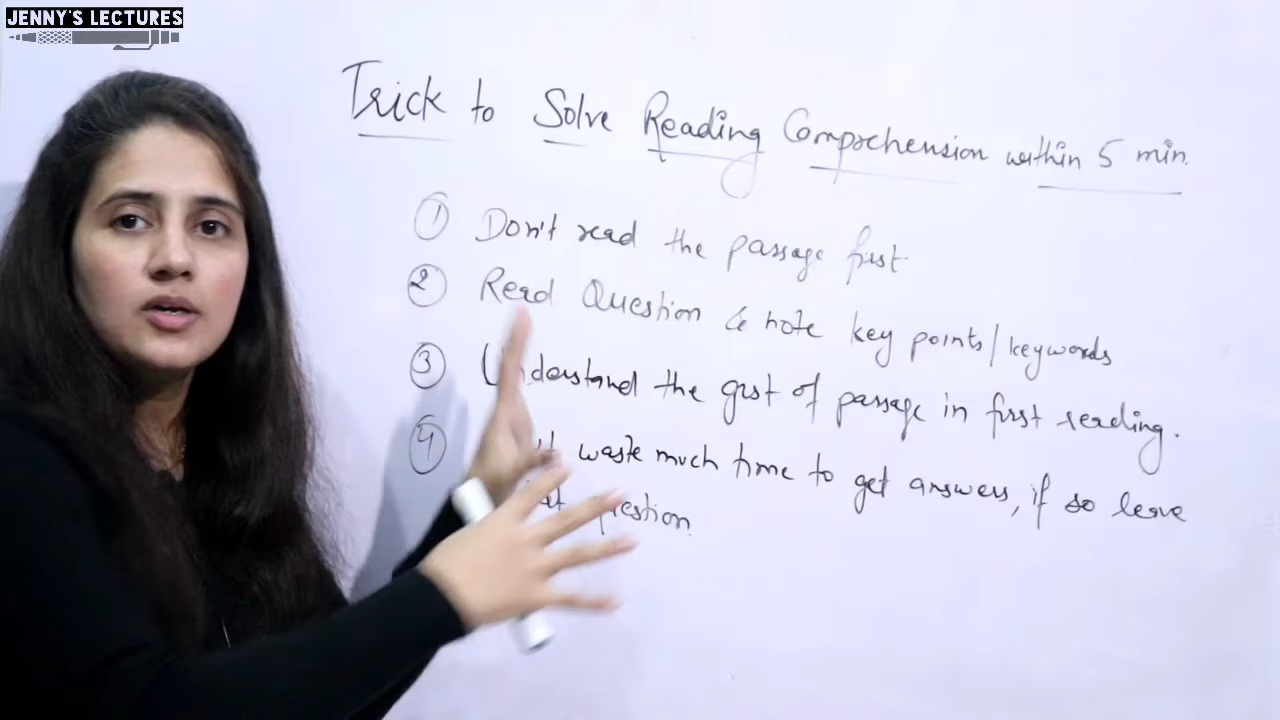 JENNY'S LECTURES
Trick to Solve Reading Comprehension within 5 min.
① Don't read the passage first.
② Read Question & note key points/keywords
③ Understand the gist of passage in first reading.
④ waste much time to get answers, if so leave
question.